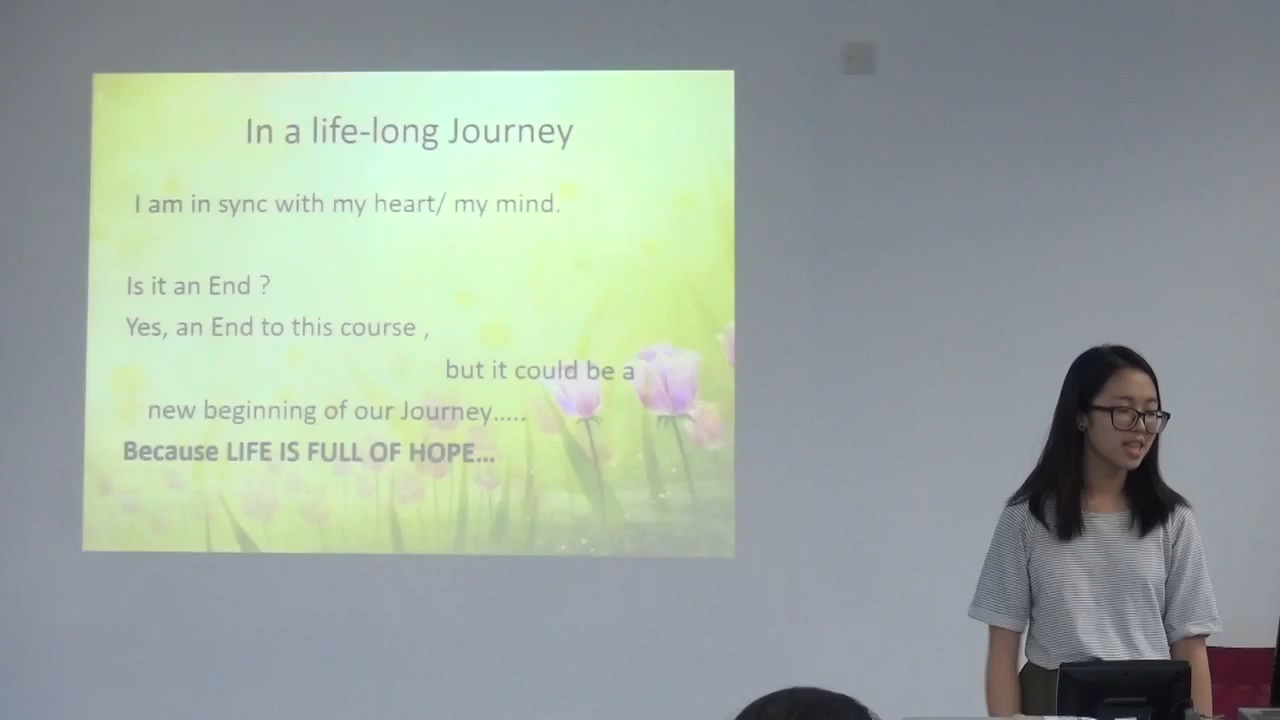 In a life-long Journey
I am in sync with my heart/ my mind.
Is it an End ?
Yes, an End to this course ,
but it could be a
new beginning of our Journey.....
Because LIFE IS FULL OF HOPE...